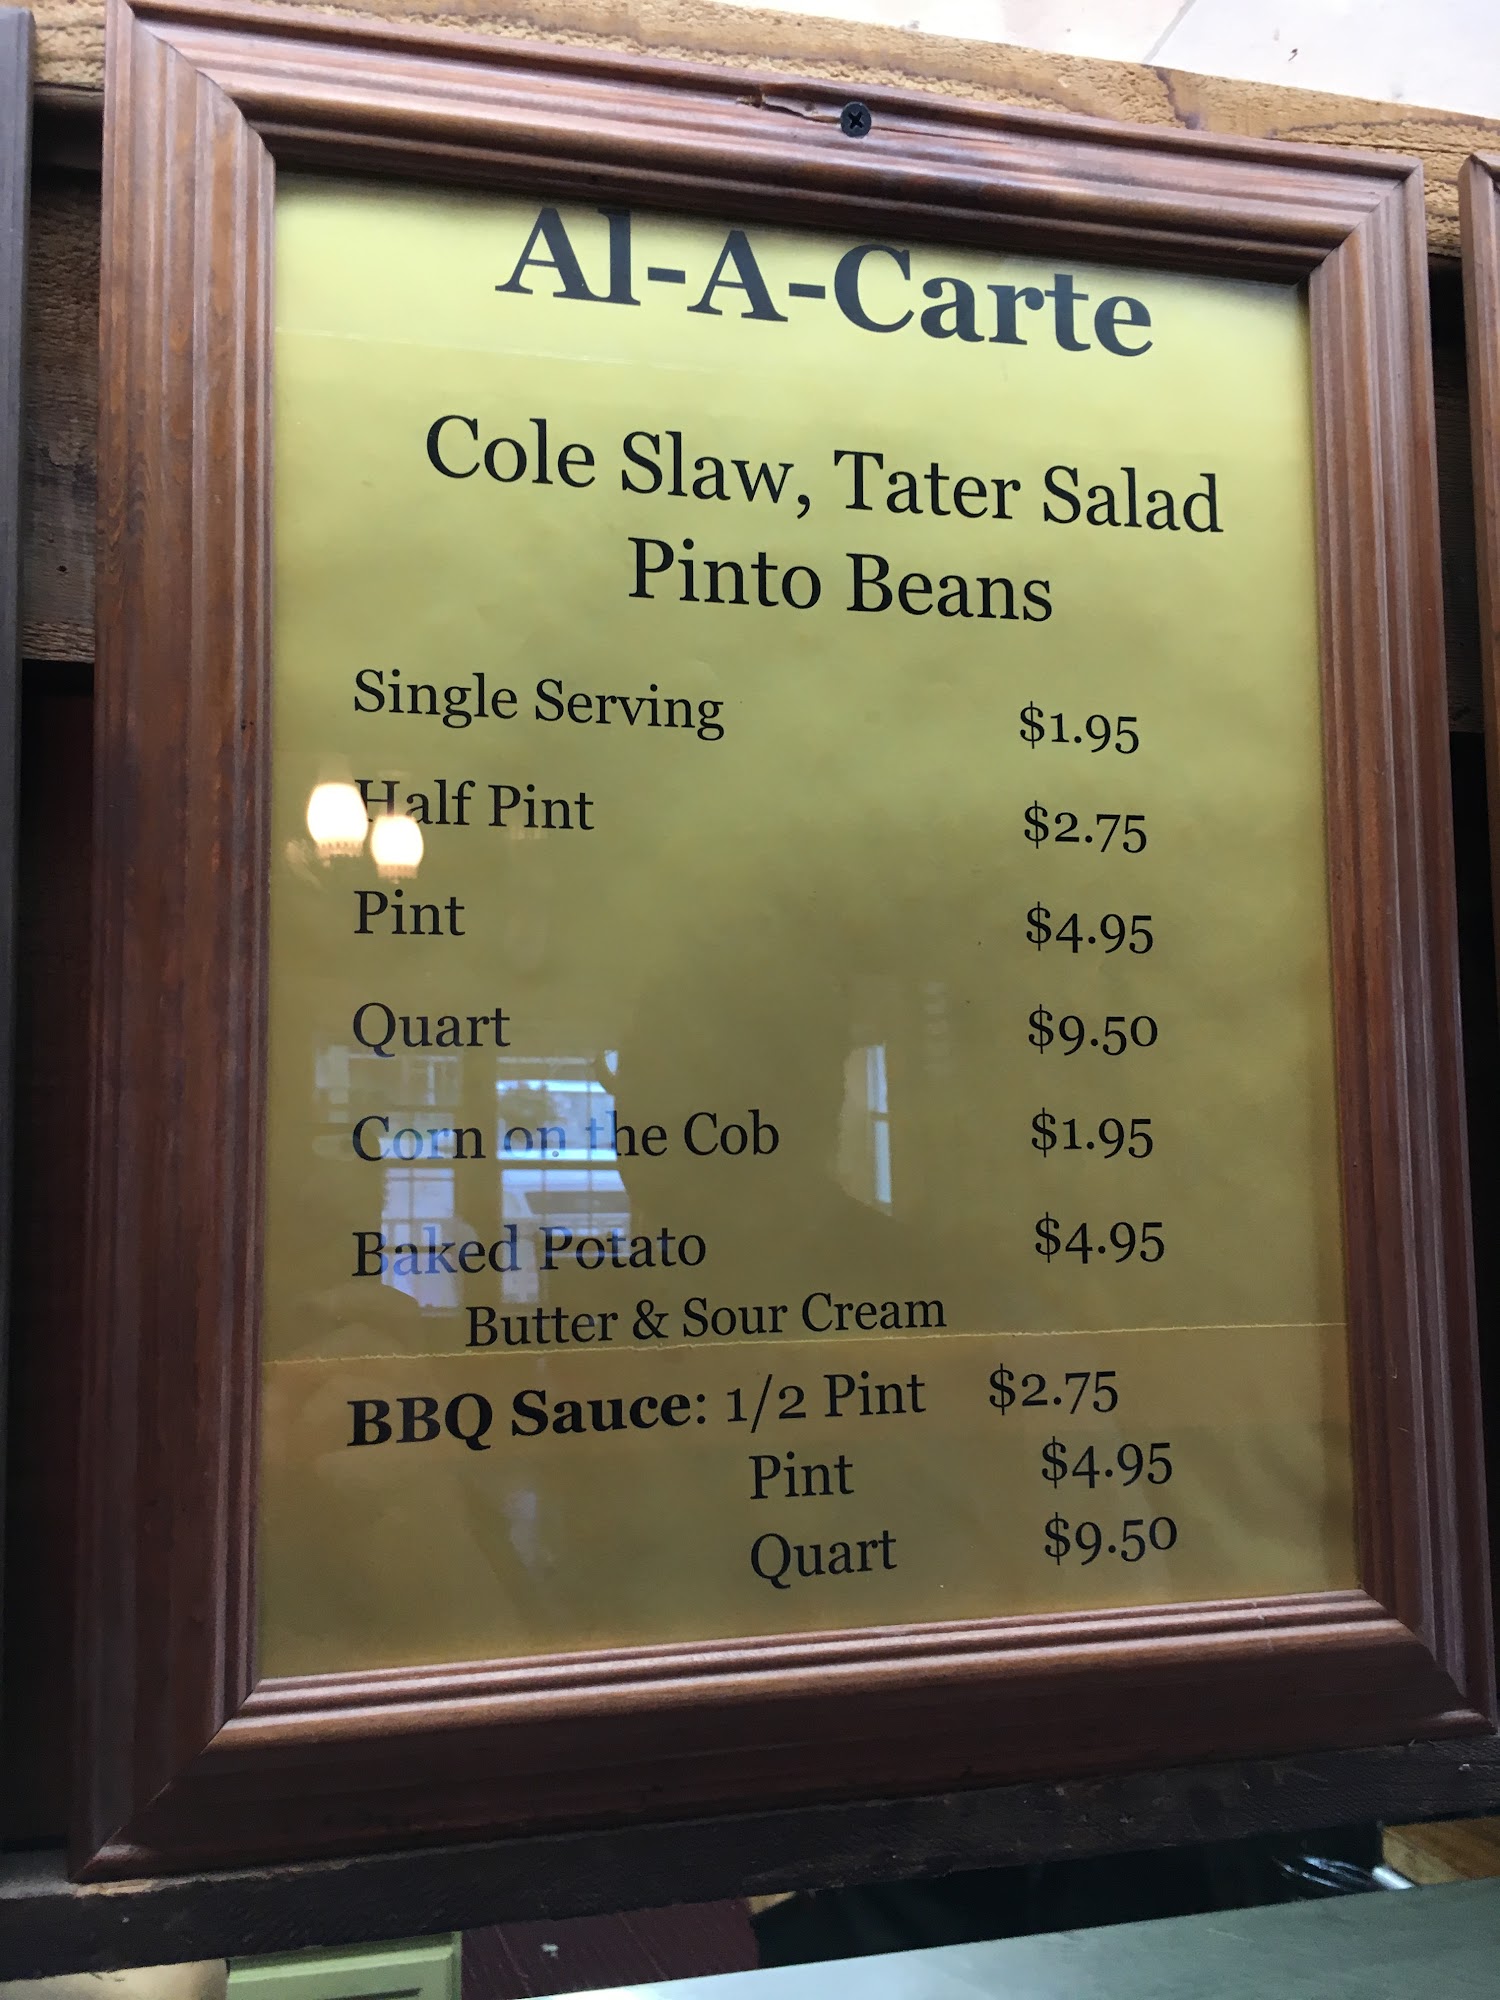 Al-A-Carte
Cole Slaw, Tater Salad
Pinto Beans
Single Serving $1.95
Half Pint $2.75
Pint $4.95
Quart $9.50
Corn on the Cob $1.95
Baked Potato $4.95
Butter & Sour Cream
BBQ Sauce: 1/2 Pint $2.75
Pint $4.95
Quart $9.50